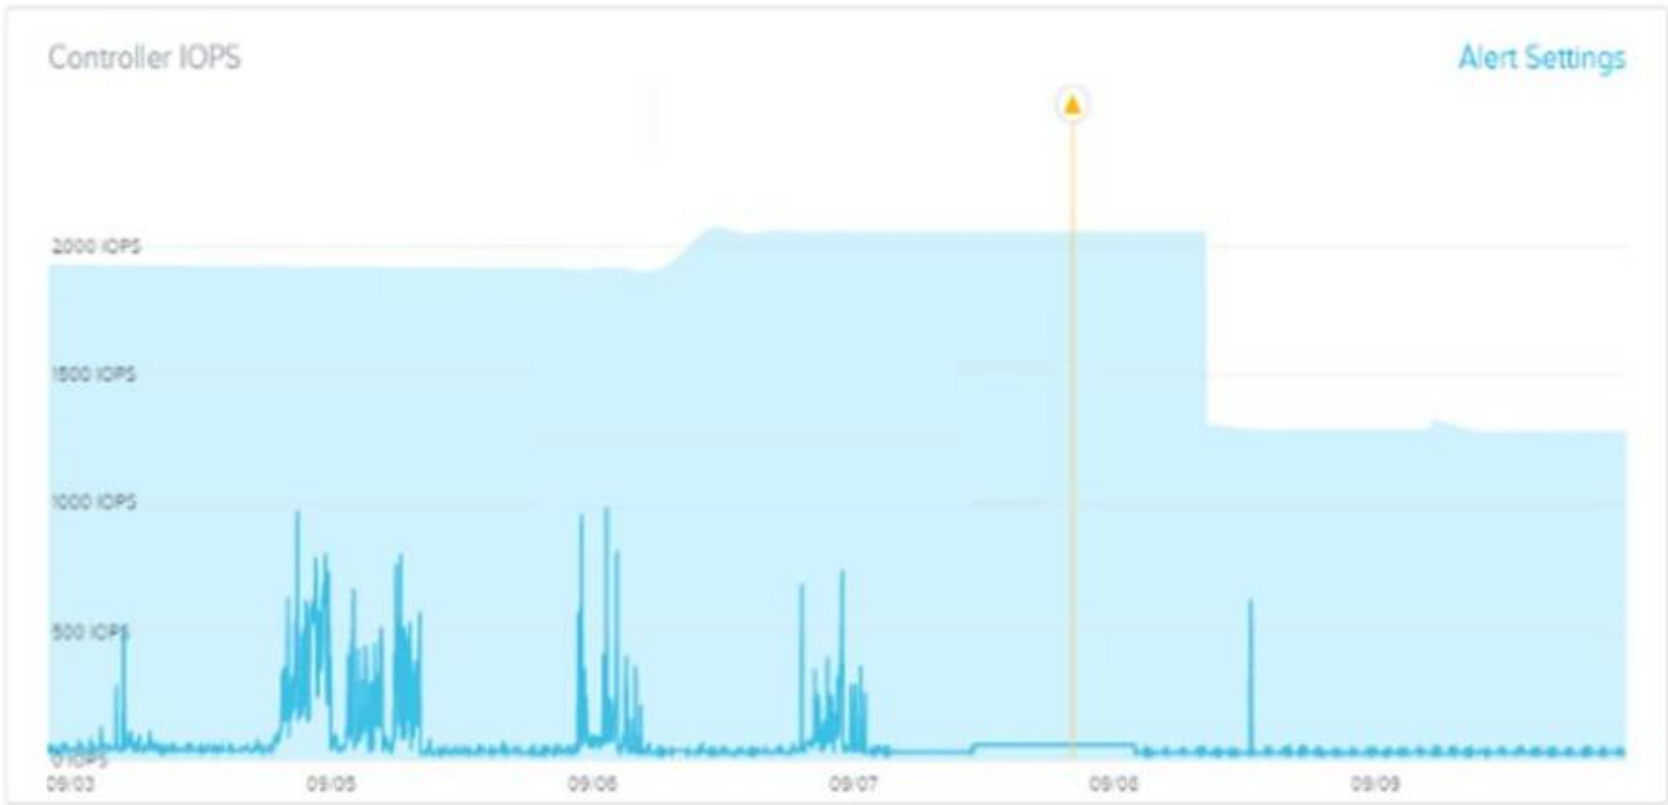 Controller IOPS
Alert Settings
2000 IOPS
1500 IOPS
1000 IOPS
500 IOPS
0 IOPS
09/03 09/05 09/06 09/07 09/08 09/09